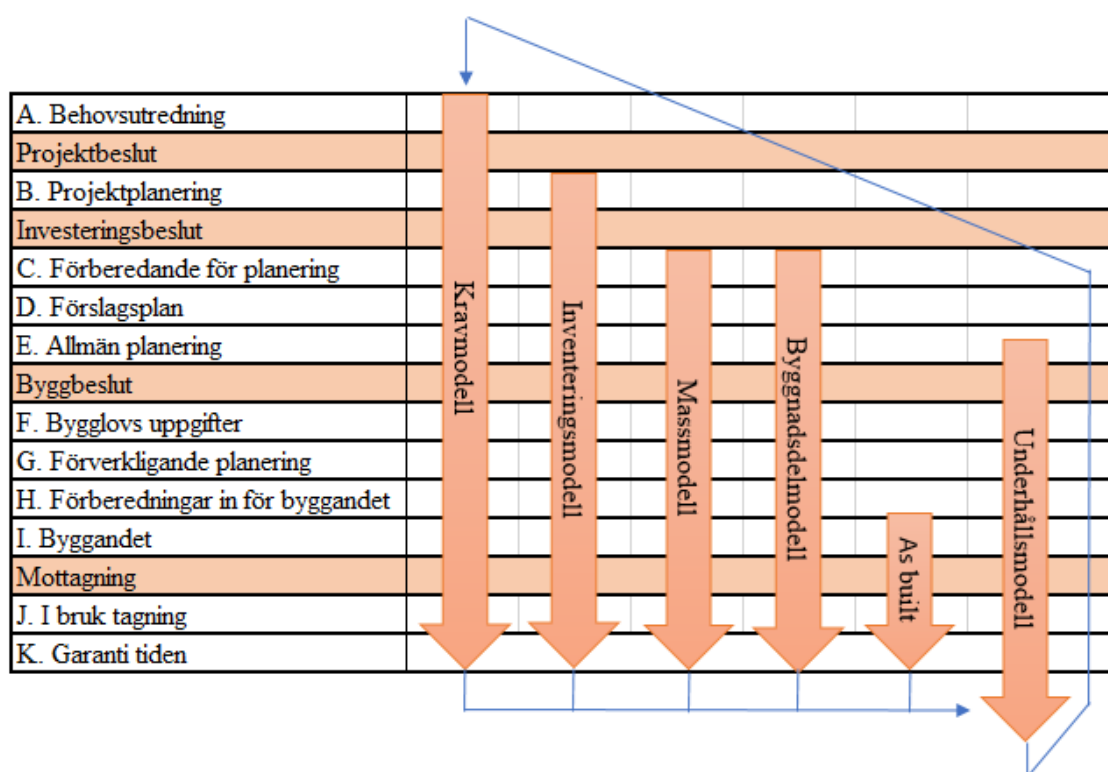 A. Behovsutredning
Projektbeslut
B. Projektplanering
Investeringsbeslut
C. Förberedande för planering
D. Förslagsplan
E. Allmän planering
Byggbeslut
F. Bygglovs uppgifter
G. Förverkligande planering
H. Förberedningar in för byggandet
I. Byggandet
Mottagning
J. I bruk tagning
K. Garanti tiden
Kravmodell
Inventeringsmodell
Massmodell
Byggnadsdelmodell
As built
Underhållsmodell